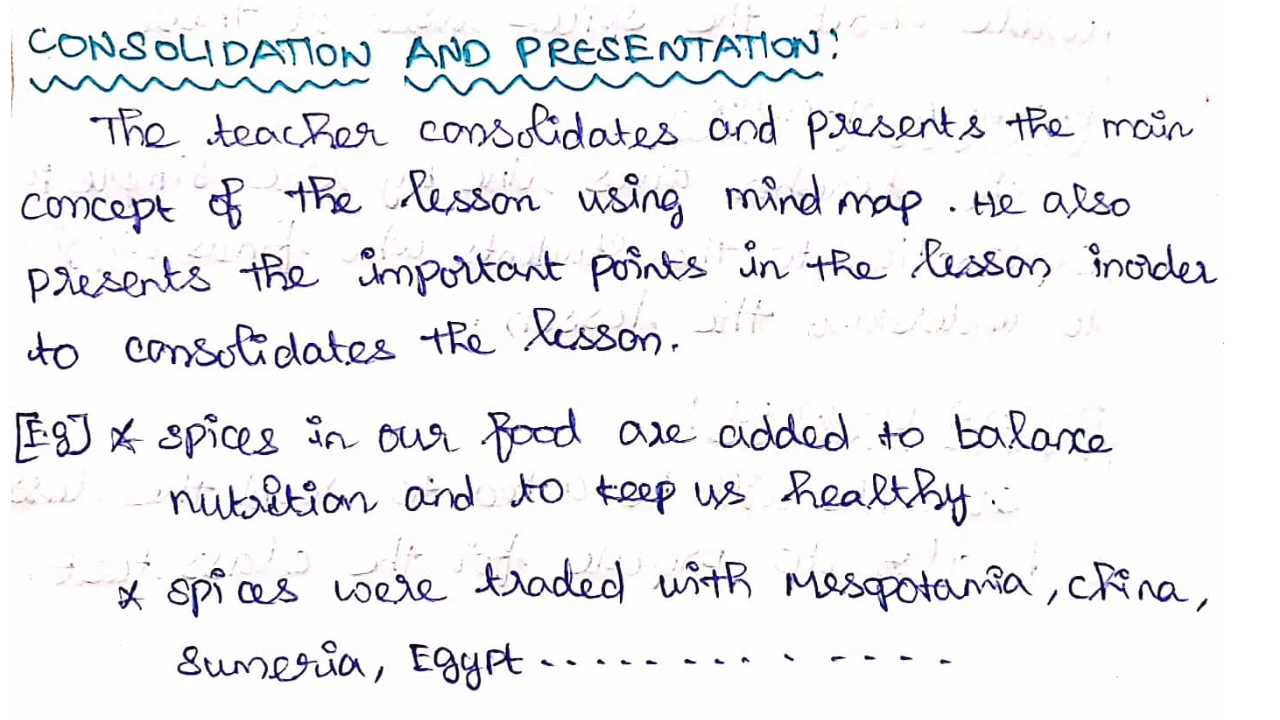 CONSOLIDATION AND PRESENTATION:
The teacher consolidates and presents the main
concept of the lesson using mind map. He also
presents the important points in the lesson inorder
to consolidates the lesson.
[Eg] * spices in our food are added to balance
nutrition and to keep us healthy.
* spices were traded with Mesopotamia, china,
Sumeria, Egypt ..............